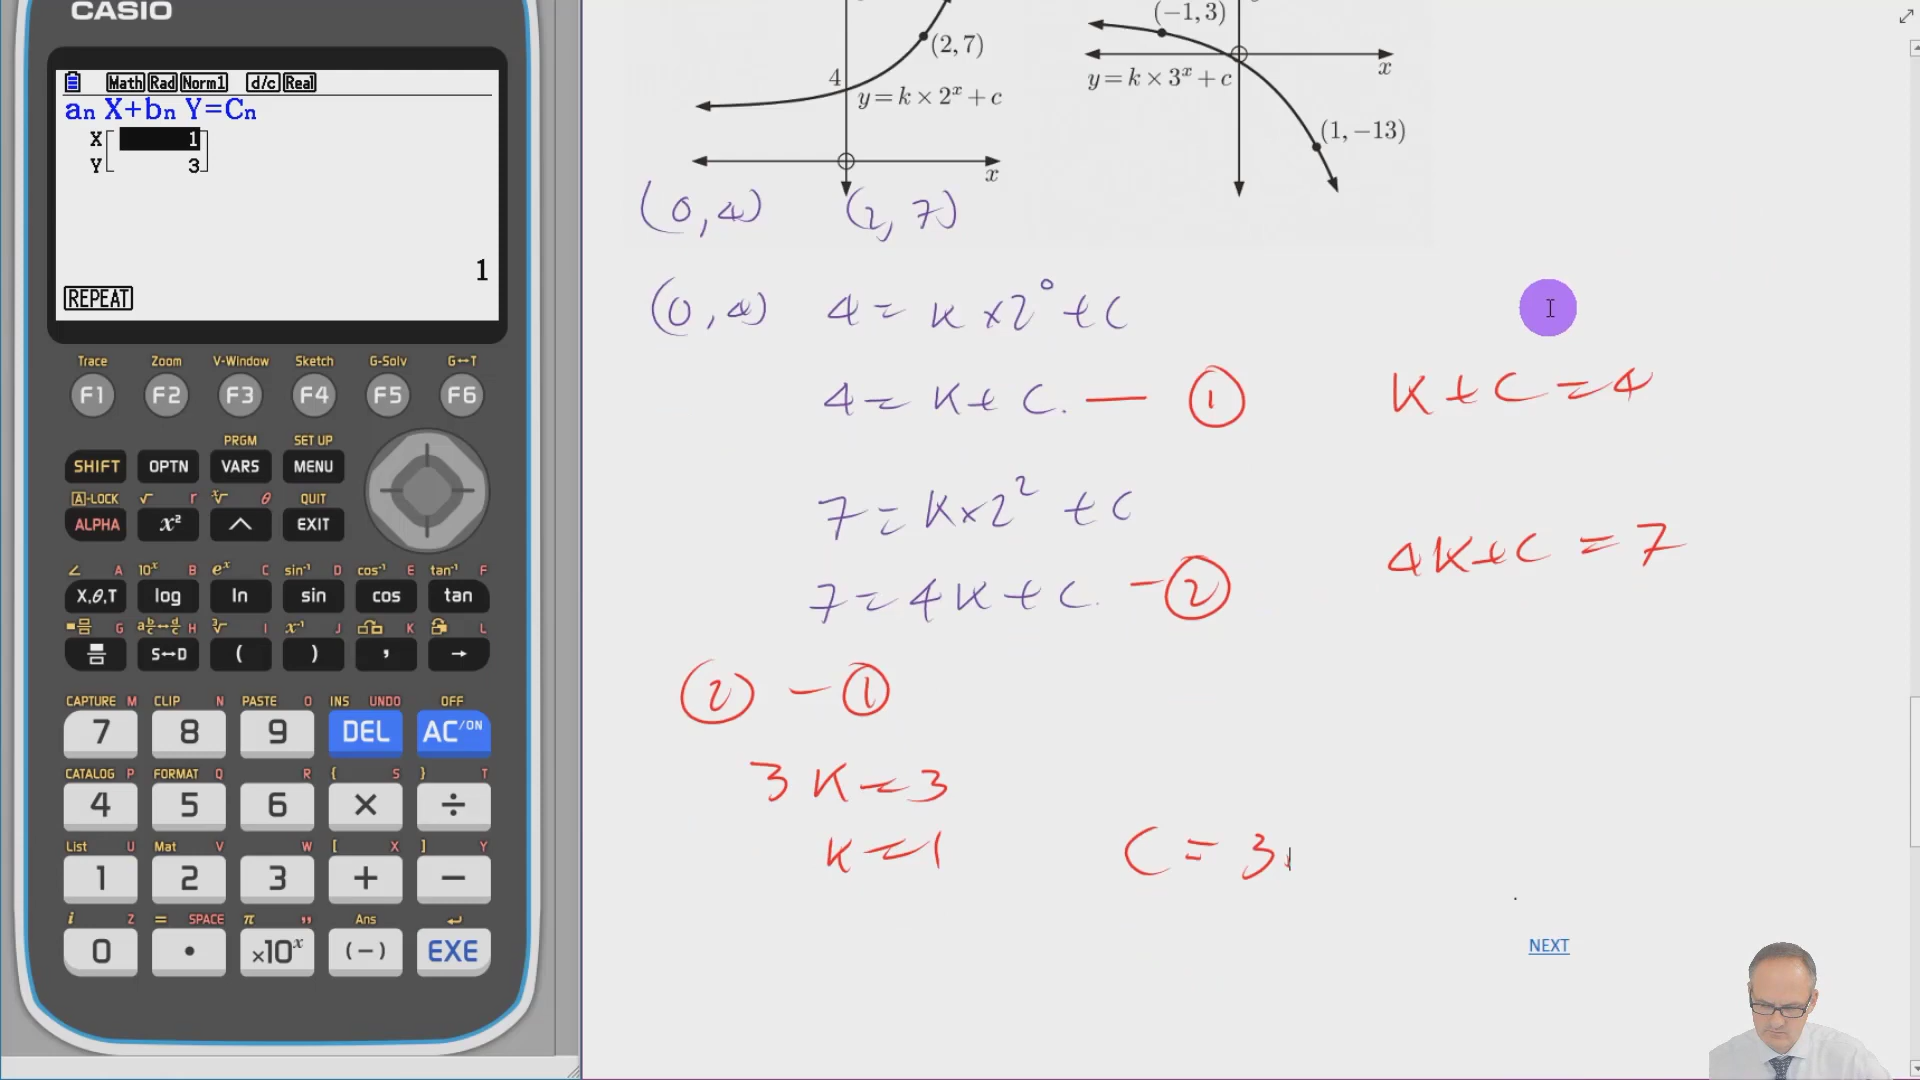 CASIO
Math Rad Norm1 d/c Real
an X+bn Y=Cn
X 1
Y 3
1
REPEAT
Trace Zoom V-Window Sketch G-Solv G↔T
F1 F2 F3 F4 F5 F6
PRGM SET UP
SHIFT OPTN VARS MENU
A-LOCK √ r ˣ√ θ QUIT
ALPHA x² ^ EXIT
∠ A 10ˣ B eˣ C sin⁻¹ D cos⁻¹ E tan⁻¹ F
X,θ,T log ln sin cos tan
G H ³√ I x⁻¹ J K L
S↔D ( ) , →
CAPTURE M CLIP N PASTE O INS UNDO OFF
7 8 9 DEL AC/ON
CATALOG P FORMAT Q R { S } T
4 5 6 × ÷
List U Mat V W [ X ] Y
1 2 3 + −
i Z = SPACE π " Ans ↵
0 • ×10ˣ (−) EXE
(2, 7)
4
y = k × 2ˣ + c
x
(−1, 3)
x
y = k × 3ˣ + c
(1, −13)
(0,4) (2,7)
(0,4) 4 = k × 2⁰ + c
4 = k + c. — ①
k + c = 4
7 = k × 2² + c
4k + c = 7
7 = 4k + c. — ②
② − ①
3k = 3
k = 1 c = 3.
NEXT